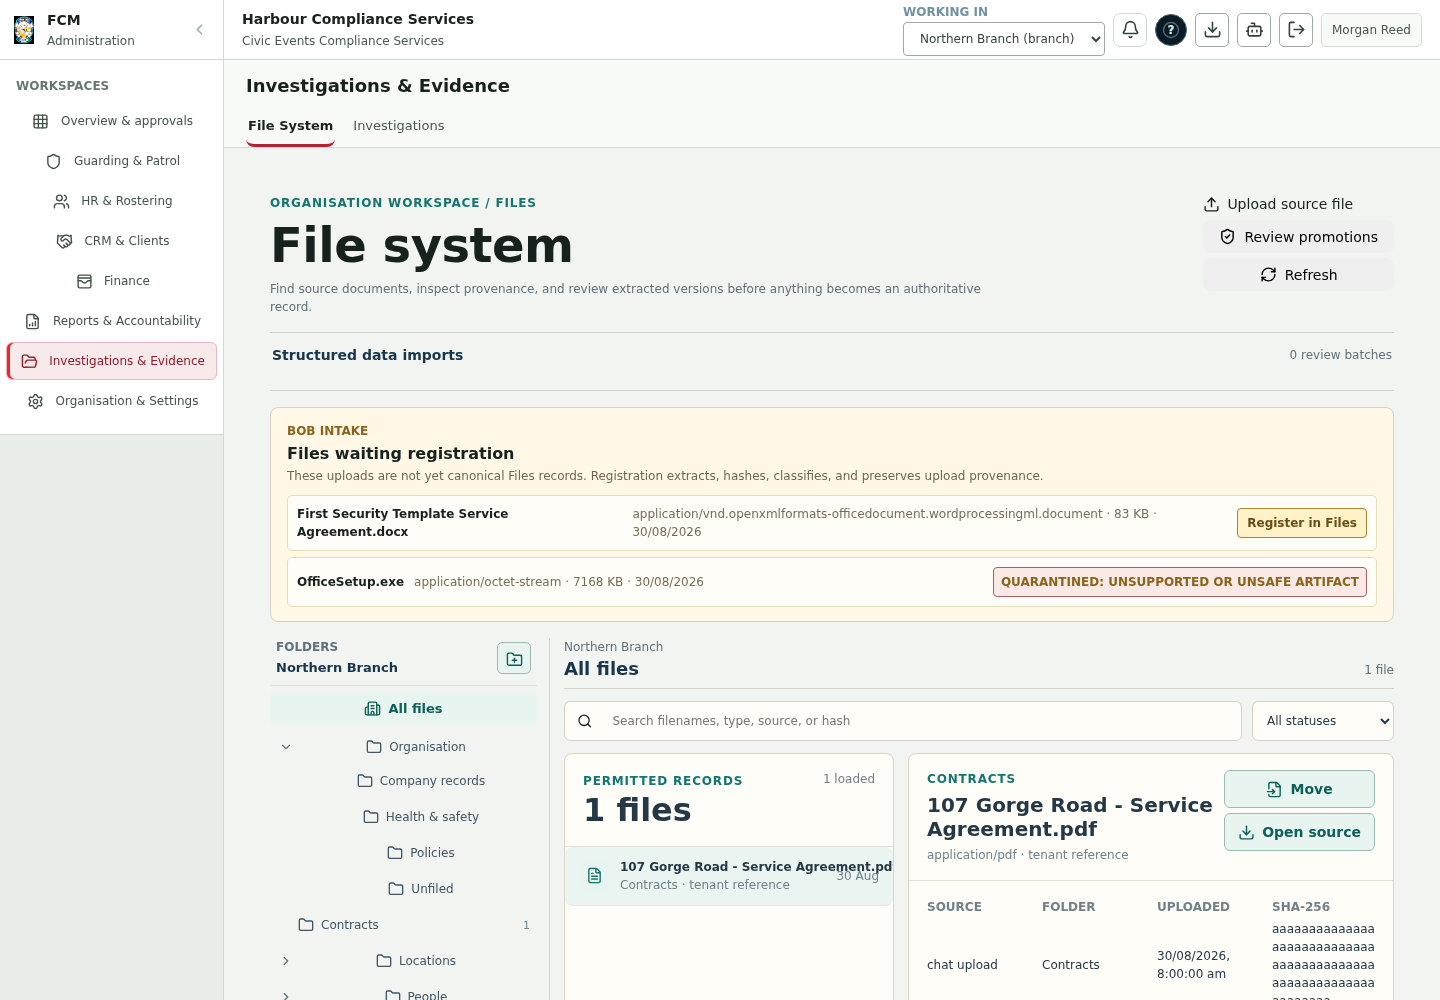 FCM
Administration
WORKSPACES
Overview & approvals
Guarding & Patrol
HR & Rostering
CRM & Clients
Finance
Reports & Accountability
Investigations & Evidence
Organisation & Settings
Harbour Compliance Services
Civic Events Compliance Services
WORKING IN
Northern Branch (branch)
?
Morgan Reed
Investigations & Evidence
File System
Investigations
ORGANISATION WORKSPACE / FILES
File system
Find source documents, inspect provenance, and review extracted versions before anything becomes an authoritative
record.
Upload source file
Review promotions
Refresh
Structured data imports
0 review batches
BOB INTAKE
Files waiting registration
These uploads are not yet canonical Files records. Registration extracts, hashes, classifies, and preserves upload provenance.
First Security Template Service
Agreement.docx
application/vnd.openxmlformats-officedocument.wordprocessingml.document · 83 KB ·
30/08/2026
Register in Files
OfficeSetup.exe
application/octet-stream · 7168 KB · 30/08/2026
QUARANTINED: UNSUPPORTED OR UNSAFE ARTIFACT
FOLDERS
Northern Branch
All files
Organisation
Company records
Health & safety
Policies
Unfiled
Contracts
1
Locations
People
Northern Branch
All files
1 file
Search filenames, type, source, or hash
All statuses
PERMITTED RECORDS
1 loaded
1 files
107 Gorge Road - Service Agreement.pd
Contracts · tenant reference
30 Aug
CONTRACTS
107 Gorge Road - Service
Agreement.pdf
application/pdf · tenant reference
Move
Open source
SOURCE
FOLDER
UPLOADED
SHA-256
chat upload
Contracts
30/08/2026,
8:00:00 am
aaaaaaaaaaaaaa
aaaaaaaaaaaaaa
aaaaaaaaaaaaaa
aaaaaaaaaaaaaa